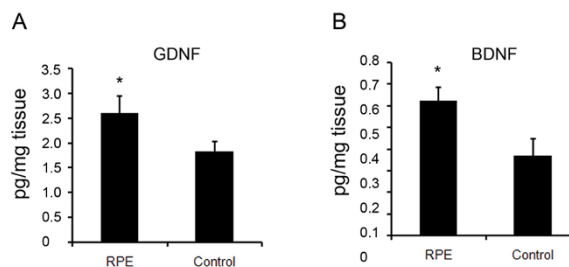 A
GDNF
*
pg/mg tissue
3.5
3.0
2.5
2.0
1.5
1.0
0
RPE
Control
B
BDNF
*
pg/mg tissue
0.8
0.7
0.6
0.5
0.4
0.3
0.2
0.1
0
RPE
Control